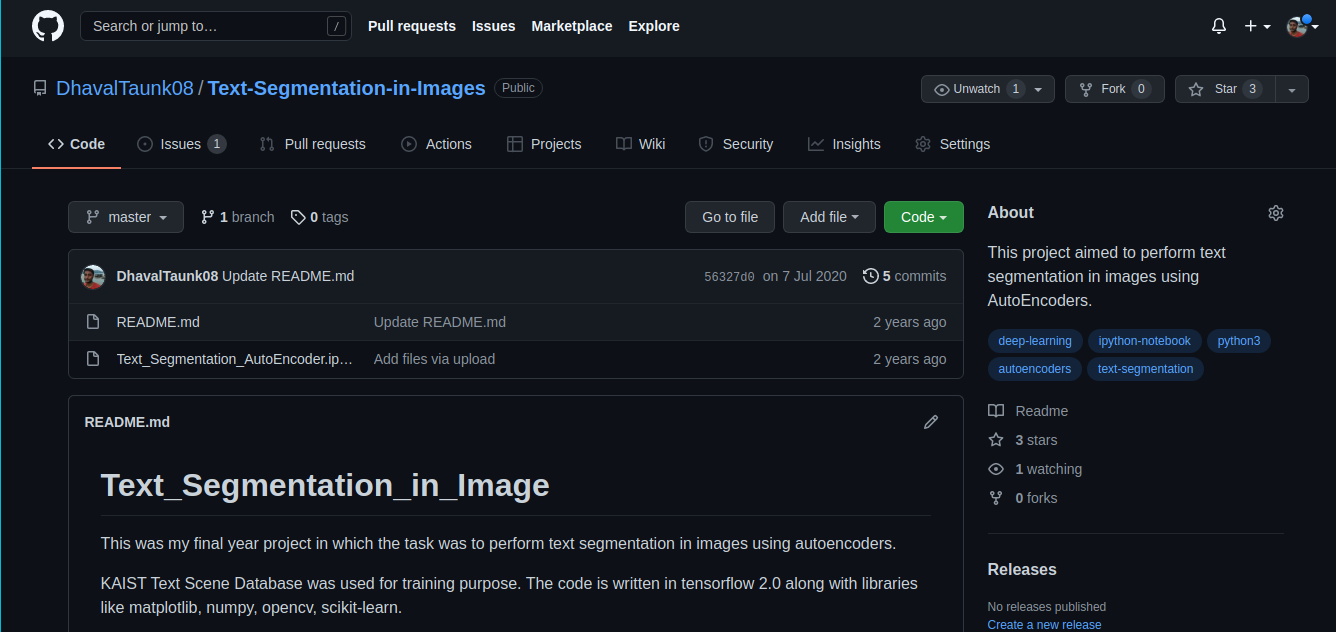 Search or jump to… / Pull requests Issues Marketplace Explore
DhavalTaunk08 / Text-Segmentation-in-Images Public Unwatch 1 Fork 0 Star 3
Code Issues 1 Pull requests Actions Projects Wiki Security Insights Settings
master 1 branch 0 tags Go to file Add file Code
DhavalTaunk08 Update README.md 56327d0 on 7 Jul 2020 5 commits
README.md Update README.md 2 years ago
Text_Segmentation_AutoEncoder.ip… Add files via upload 2 years ago
README.md
Text_Segmentation_in_Image
This was my final year project in which the task was to perform text segmentation in images using autoencoders.
KAIST Text Scene Database was used for training purpose. The code is written in tensorflow 2.0 along with libraries
like matplotlib, numpy, opencv, scikit-learn.
About
This project aimed to perform text
segmentation in images using
AutoEncoders.
deep-learning ipython-notebook python3
autoencoders text-segmentation
Readme
3 stars
1 watching
0 forks
Releases
No releases published
Create a new release